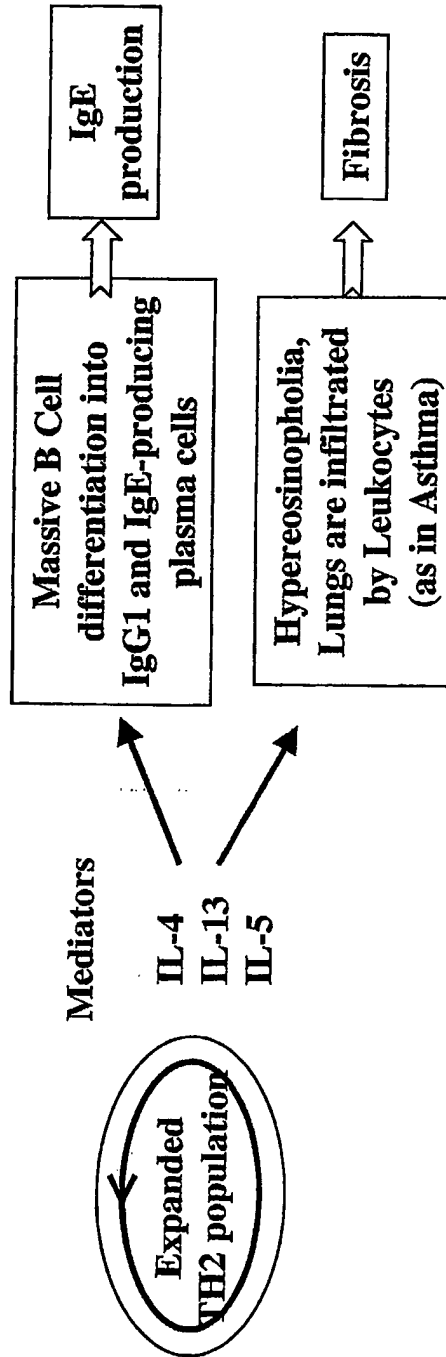 Expanded
TH2 population
Mediators
IL-4
IL-13
IL-5
Massive B Cell
differentiation into
IgG1 and IgE-producing
plasma cells
IgE
production
Hypereosinopholia,
Lungs are infiltrated
by Leukocytes
(as in Asthma)
Fibrosis